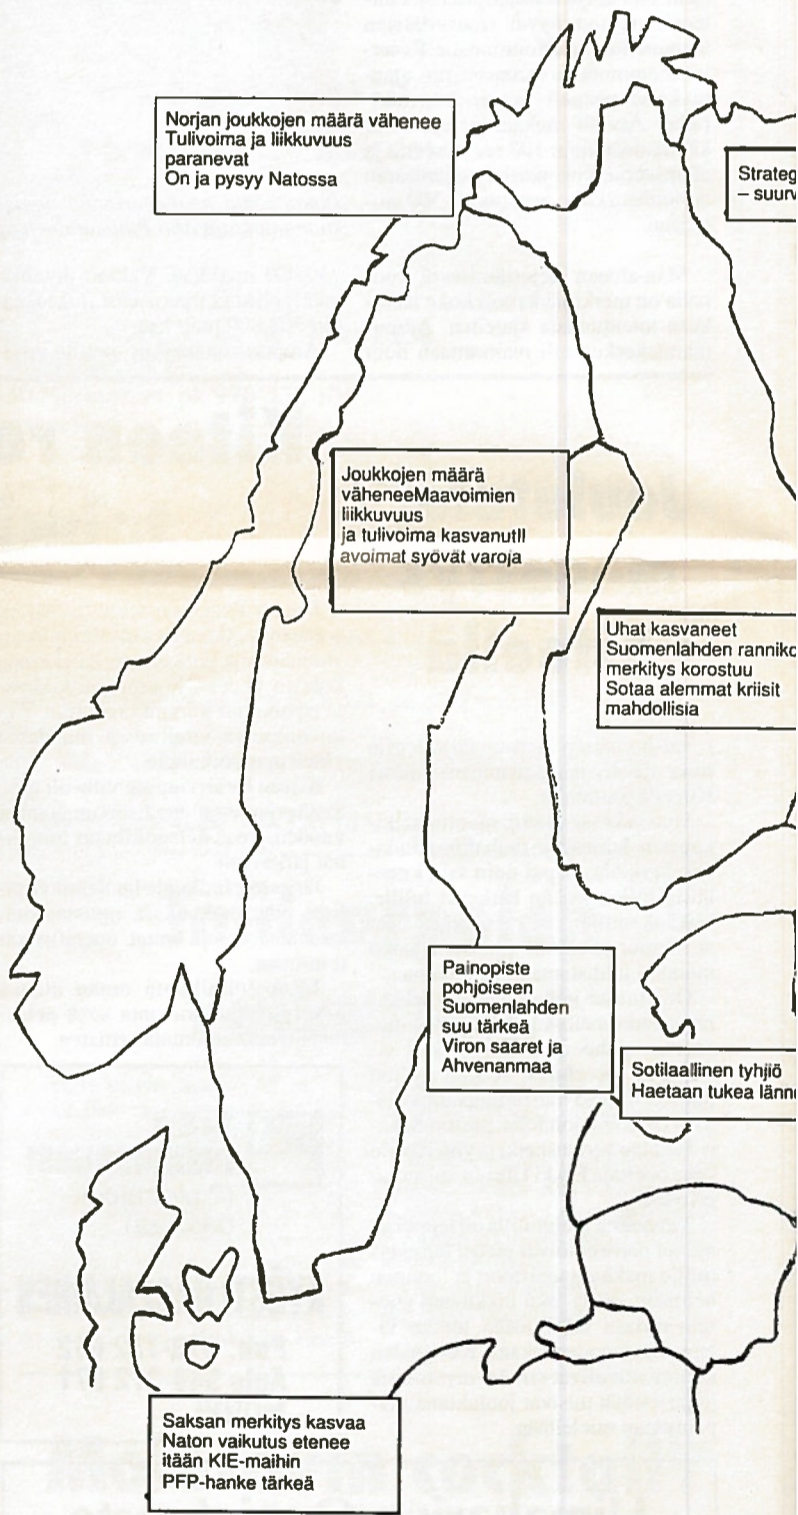 Norjan joukkojen määrä vähenee
Tulivoima ja liikkuvuus
paranevat
On ja pysyy Natossa
Strateg
– suurv
Joukkojen määrä
väheneeMaavoimien
liikkuvuus
ja tulivoima kasvanutIl
avoimat syövät varoja
Uhat kasvaneet
Suomenlahden ranniko
merkitys korostuu
Sotaa alemmat kriisit
mahdollisia
Painopiste
pohjoiseen
Suomenlahden
suu tärkeä
Viron saaret ja
Ahvenanmaa
Sotilaallinen tyhjiö
Haetaan tukea länne
Saksan merkitys kasvaa
Naton vaikutus etenee
itään KIE-maihin
PFP-hanke tärkeä